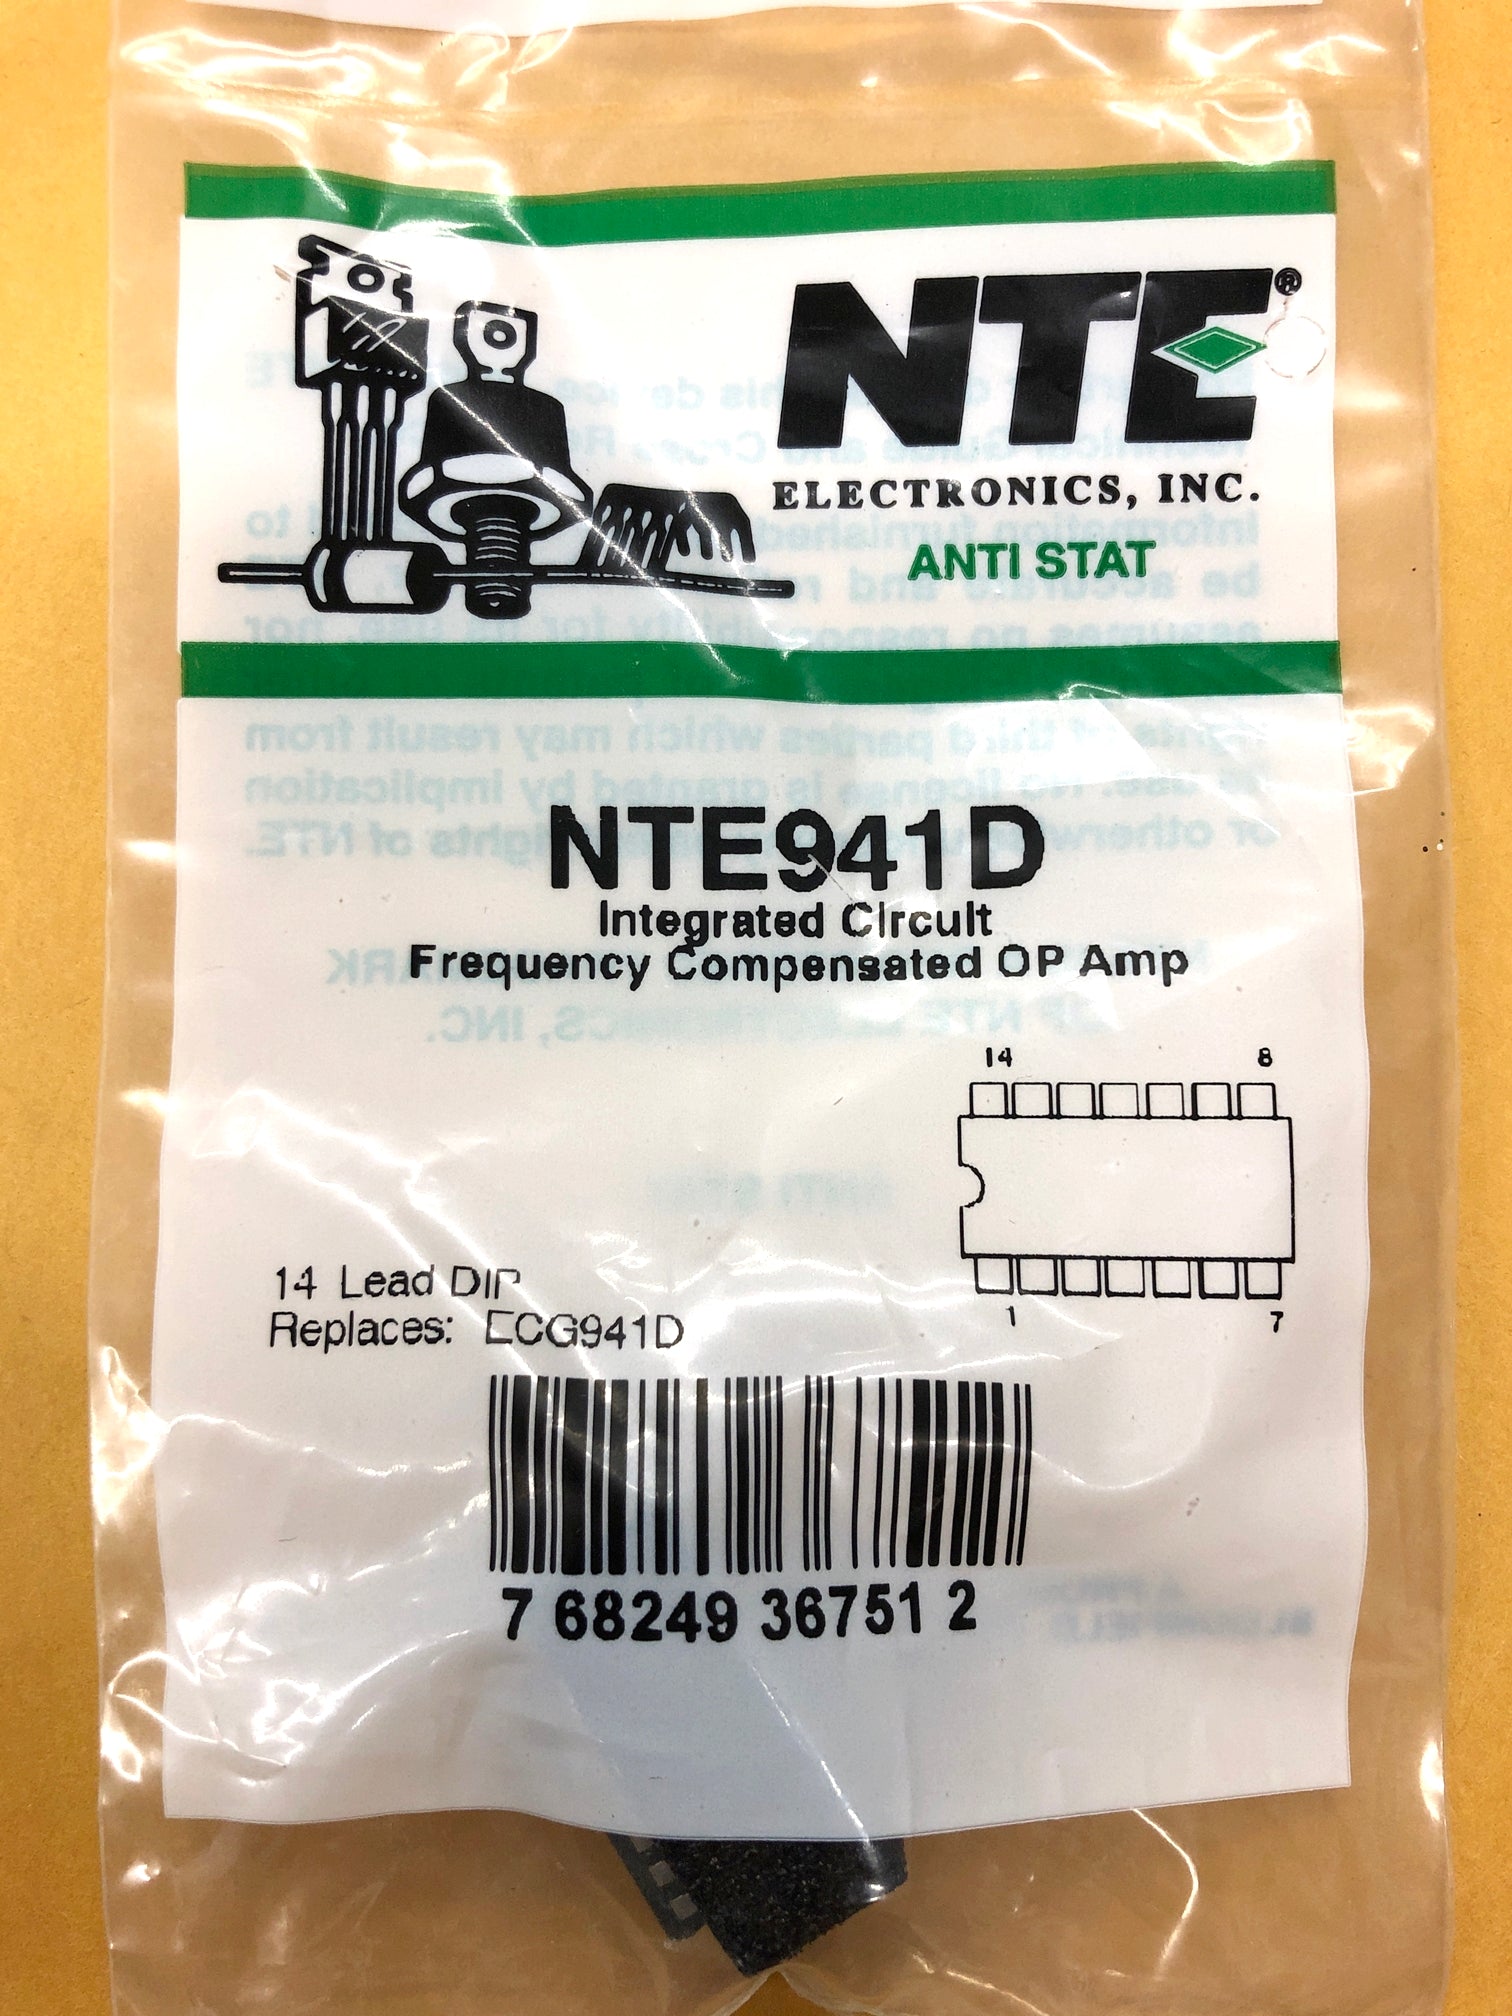 NTE®
ELECTRONICS, INC.
ANTI STAT
NTE941D
Integrated Circuit
Frequency Compensated OP Amp
14 8
1 7
14 Lead DIP
Replaces: ECG941D
7 68249 36751 2